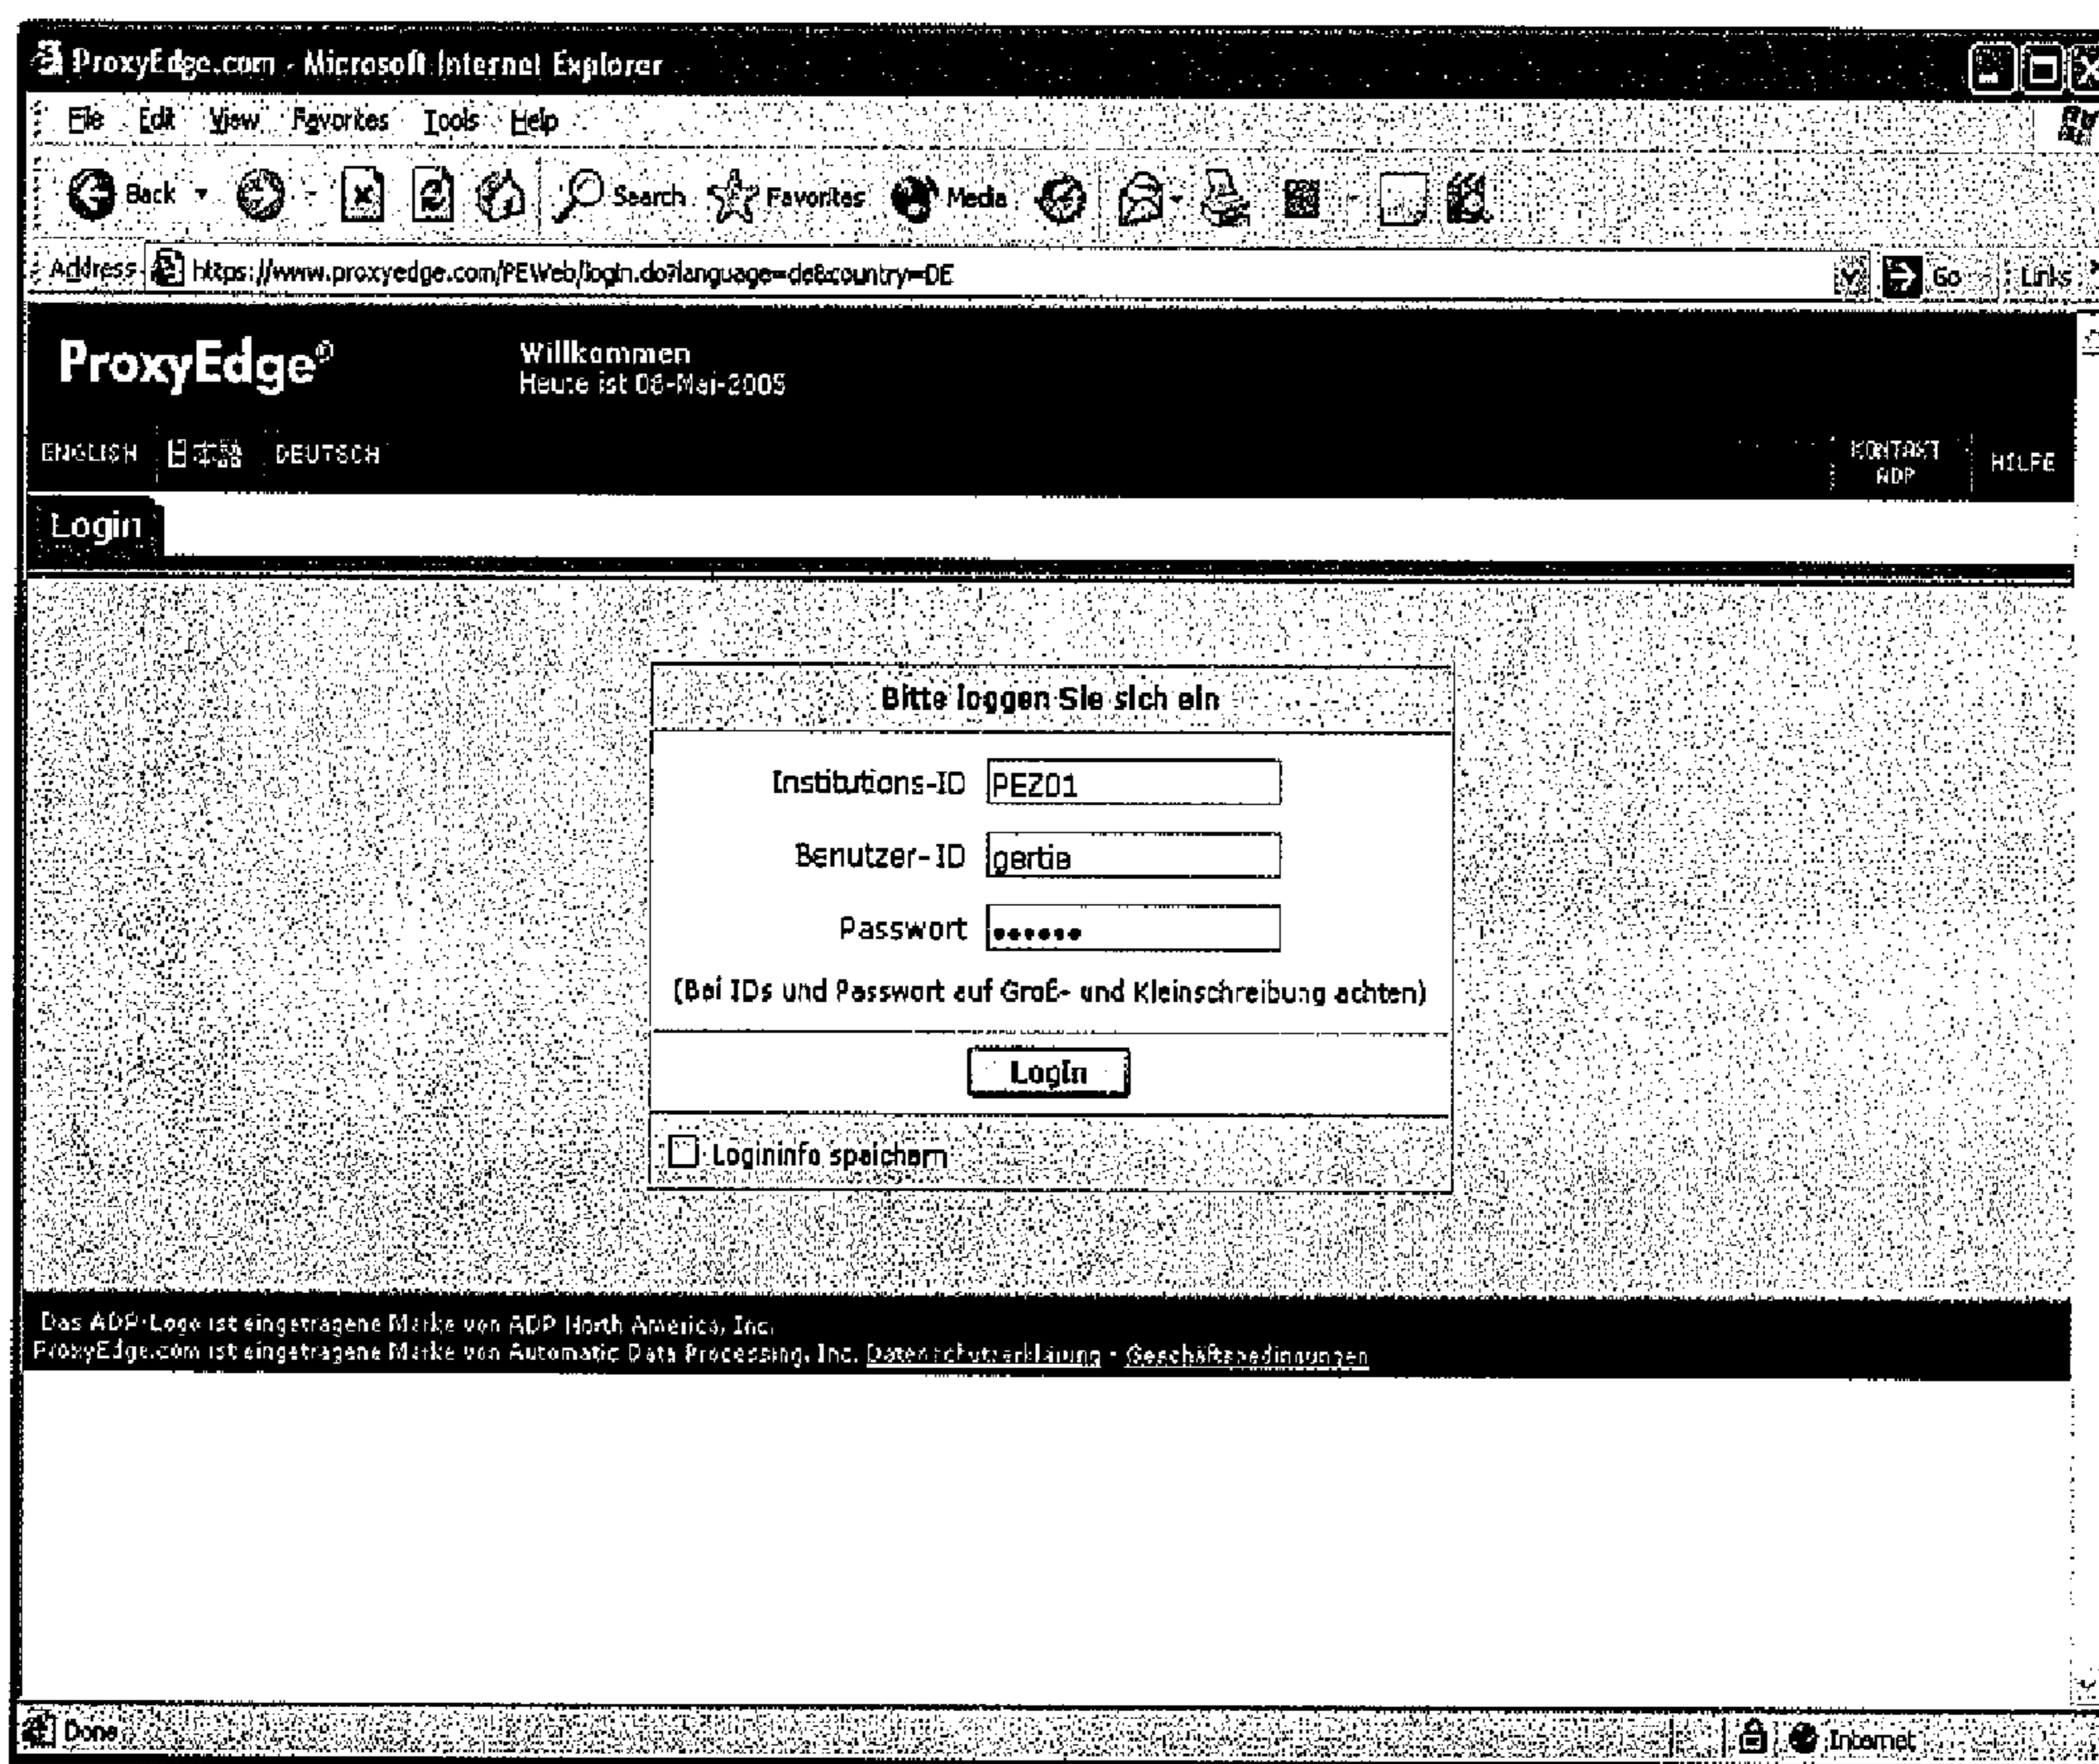 ProxyEdge.com - Microsoft Internet Explorer
File Edit View Favorites Tools Help
Back Search Favorites Media
Address https://www.proxyedge.com/PEWeb/login.do?language=de&country=DE Go Links
ProxyEdge®
Willkommen
Heute ist 08-Mai-2005
ENGLISH 日本語 DEUTSCH KONTAKT ADP HILFE
Login
Bitte loggen Sie sich ein
Institutions-ID PEZ01
Benutzer-ID gertie
Passwort ••••••
(Bei IDs und Passwort auf Groß- und Kleinschreibung achten)
Login
Logininfo speichern
Das ADP-Logo ist eingetragene Marke von ADP North America, Inc.
ProxyEdge.com ist eingetragene Marke von Automatic Data Processing, Inc. Datenschutzerklärung - Geschäftsbedingungen
Done Internet